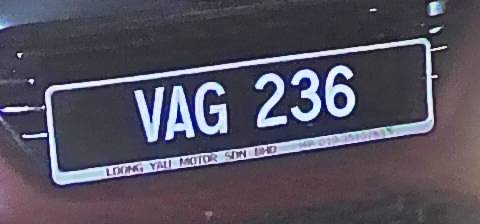 VAG 236
LOONG YAU MOTOR SDN BHD